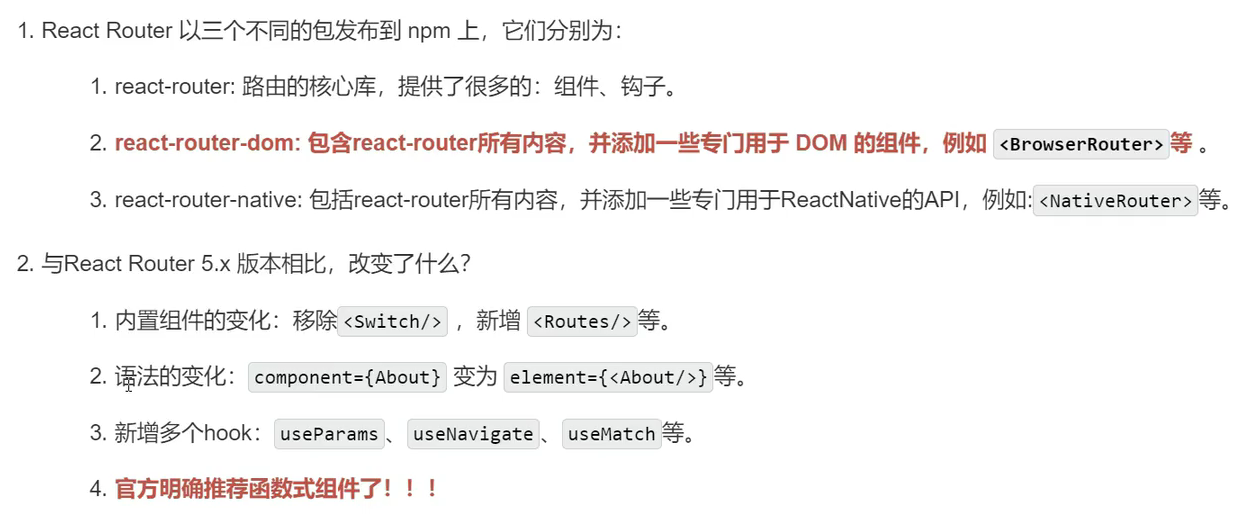 1. React Router 以三个不同的包发布到 npm 上，它们分别为：
1. react-router: 路由的核心库，提供了很多的：组件、钩子。
2. react-router-dom: 包含react-router所有内容，并添加一些专门用于 DOM 的组件，例如 <BrowserRouter>等 。
3. react-router-native: 包括react-router所有内容，并添加一些专门用于ReactNative的API，例如:<NativeRouter>等。
2. 与React Router 5.x 版本相比，改变了什么？
1. 内置组件的变化：移除<Switch/> ，新增 <Routes/>等。
2. 语法的变化：component={About} 变为 element={<About/>}等。
3. 新增多个hook：useParams、useNavigate、useMatch等。
4. 官方明确推荐函数式组件了！！！